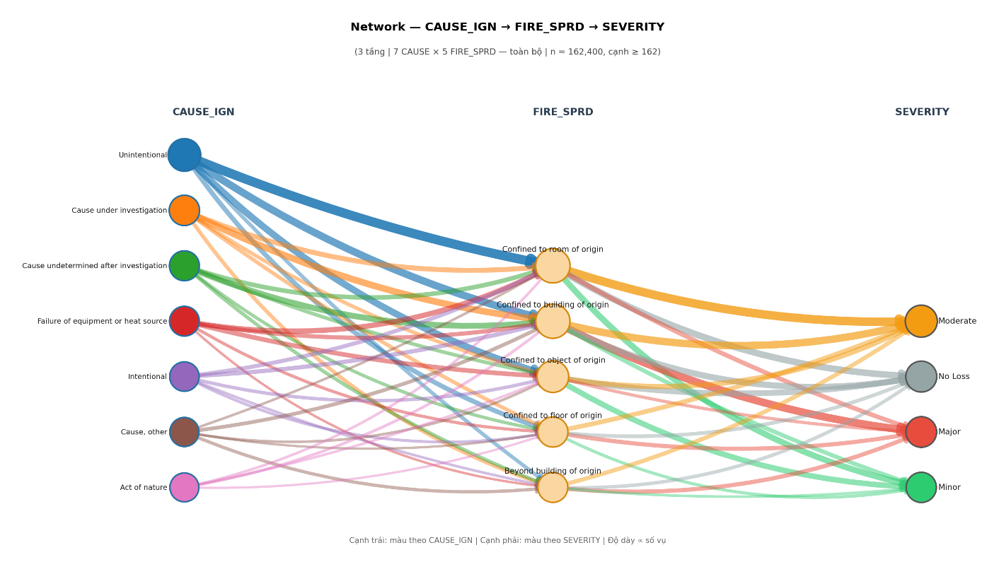 Network — CAUSE_IGN → FIRE_SPRD → SEVERITY
(3 tầng | 7 CAUSE × 5 FIRE_SPRD — toàn bộ | n = 162,400, cạnh ≥ 162)
CAUSE_IGN
FIRE_SPRD
SEVERITY
Unintentional
Cause under investigation
Cause undetermined after investigation
Failure of equipment or heat source
Intentional
Cause, other
Act of nature
Confined to room of origin
Confined to building of origin
Confined to object of origin
Confined to floor of origin
Beyond building of origin
Moderate
No Loss
Major
Minor
Cạnh trái: màu theo CAUSE_IGN | Cạnh phải: màu theo SEVERITY | Độ dày ∝ số vụ